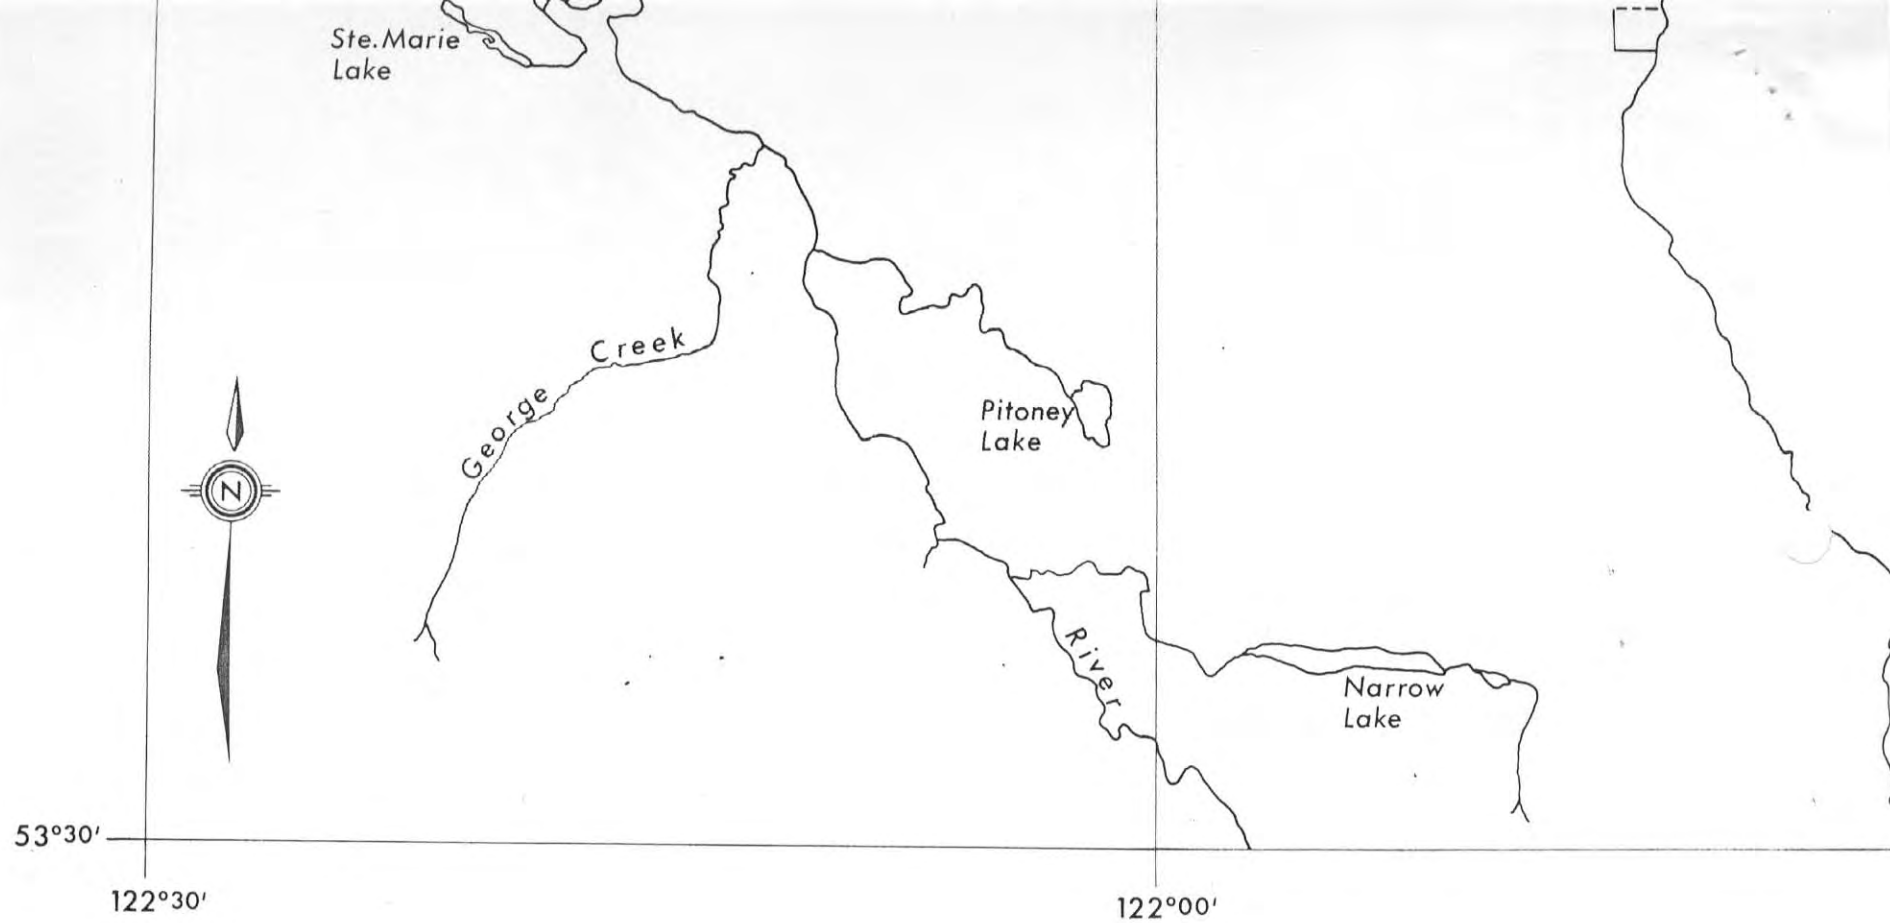 Ste. Marie
Lake
George Creek
Pitoney
Lake
N
River
Narrow
Lake
53°30'
122°30'
122°00'